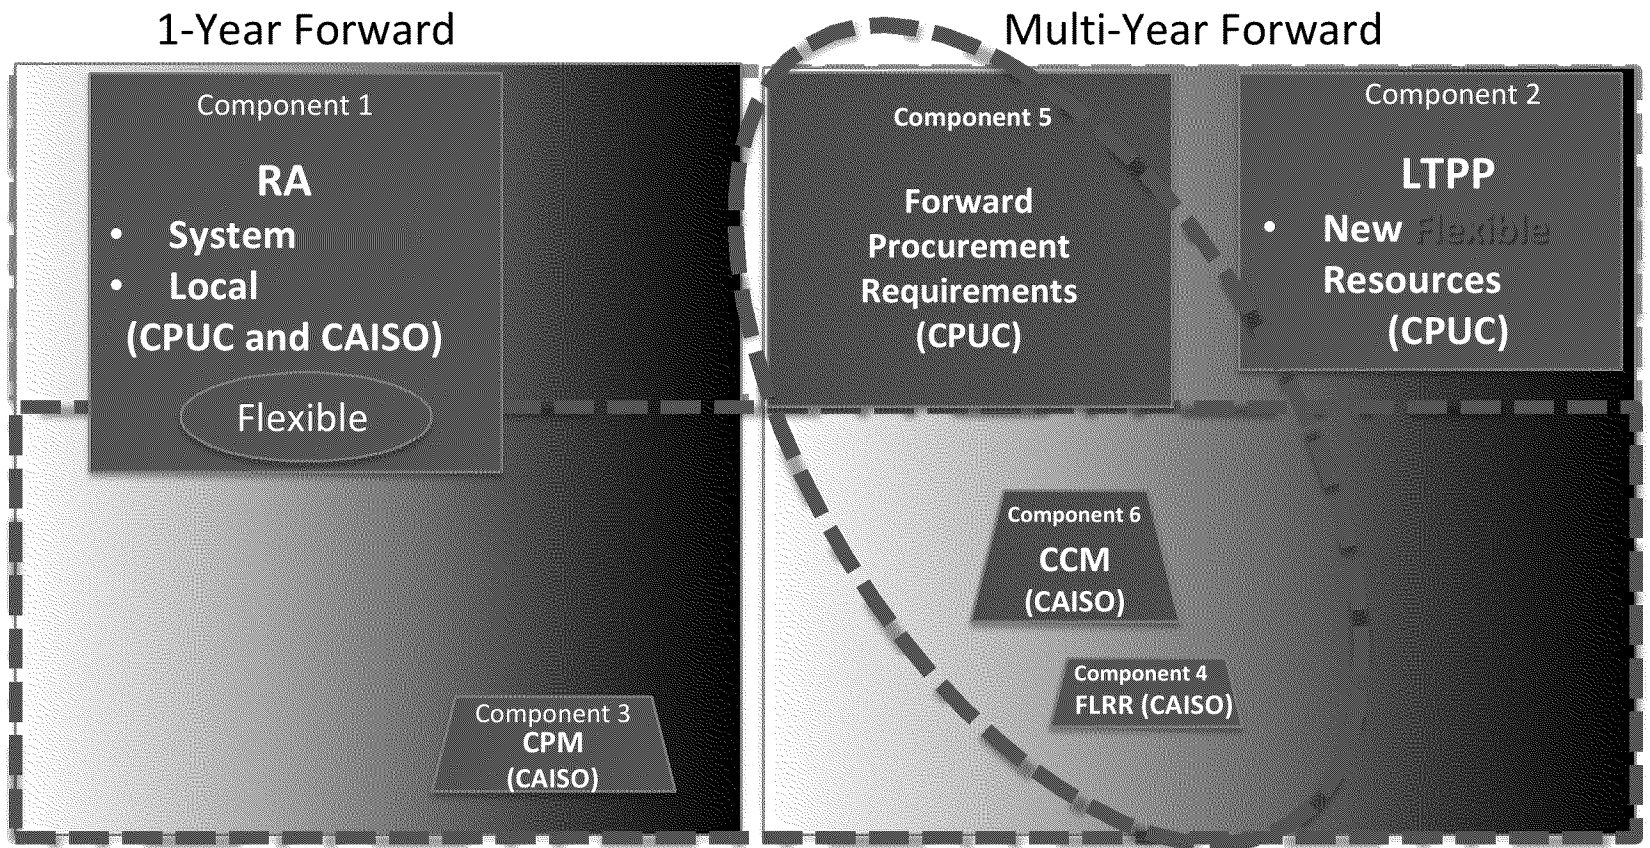 1-Year Forward
Multi-Year Forward
Component 1
RA
• System
• Local
(CPUC and CAISO)
Flexible
Component 3
CPM
(CAISO)
Component 5
Forward
Procurement
Requirements
(CPUC)
Component 2
LTPP
• New Flexible
Resources
(CPUC)
Component 6
CCM
(CAISO)
Component 4
FLRR (CAISO)